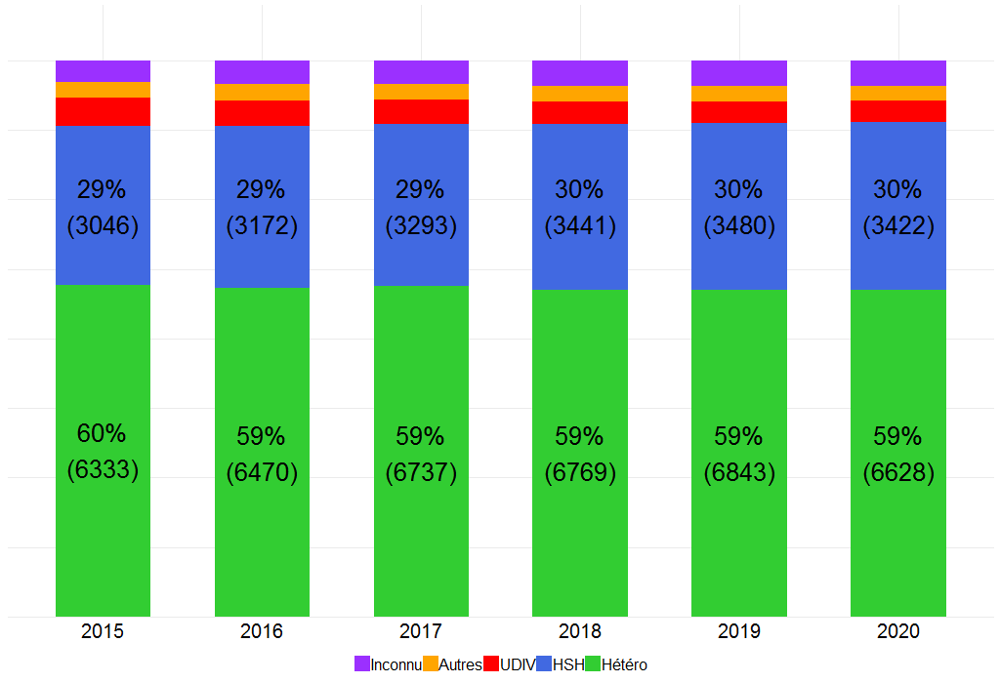 29% 29% 29% 30% 30% 30%
(3046) (3172) (3293) (3441) (3480) (3422)
60% 59% 59% 59% 59% 59%
(6333) (6470) (6737) (6769) (6843) (6628)
2015 2016 2017 2018 2019 2020
Inconnu Autres UDIV HSH Hétéro